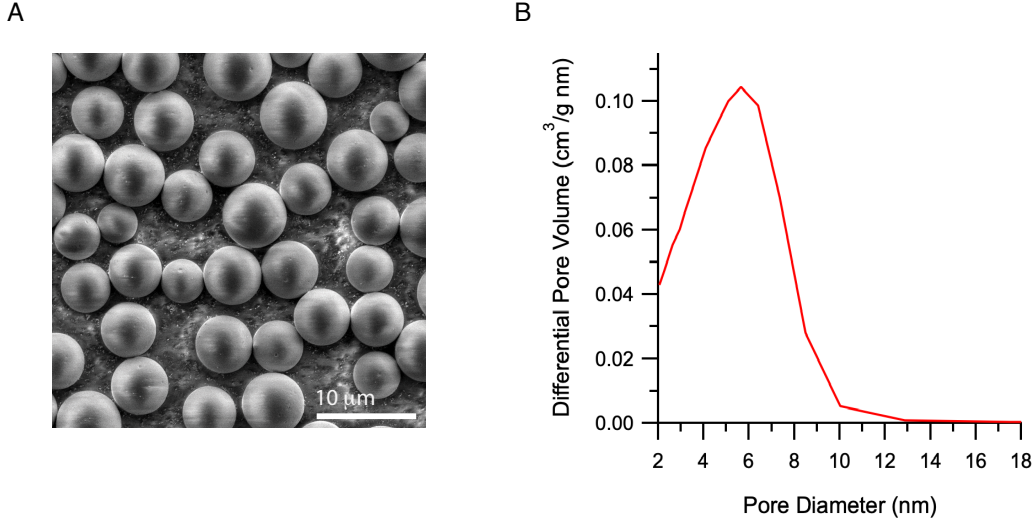 A
B
10 μm
Differential Pore Volume (cm³/g nm)
0.10
0.08
0.06
0.04
0.02
0.00
2 4 6 8 10 12 14 16 18
Pore Diameter (nm)